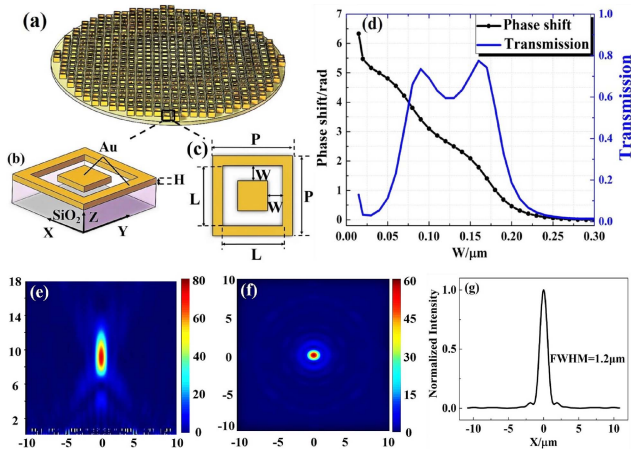 (a)
(b)
Au
H
SiO₂
Z
X
Y
(c)
P
P
W
W
L
L
(d)
Phase shift
Transmission
Phase shift/rad
7
6
5
4
3
2
1
0
0.00 0.05 0.10 0.15 0.20 0.25 0.30
W/μm
1.0
0.8
0.6
0.4
0.2
0.0
Transmission
(e)
18
14
10
6
2
-10 -5 0 5 10
80
60
40
20
0
(f)
10
5
0
-5
-10
-10 -5 0 5 10
60
45
30
15
0
(g)
Normalized Intensity
1.0
0.5
0.0
FWHM=1.2μm
-10 -5 0 5 10
X/μm